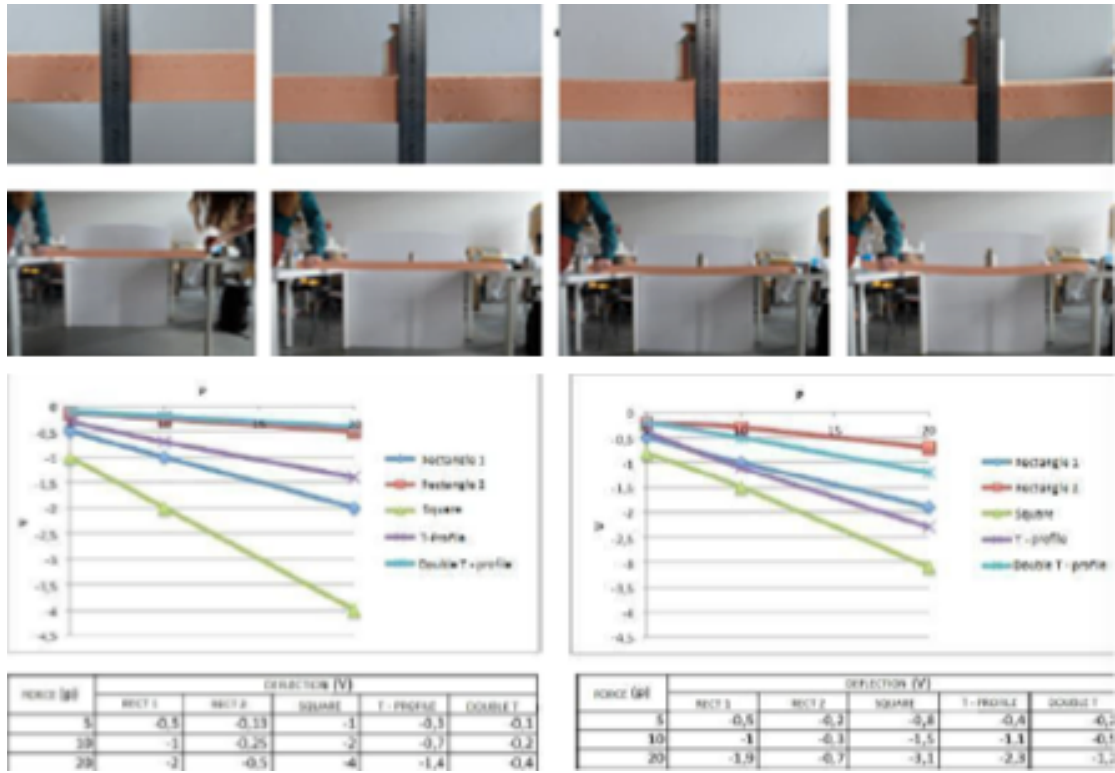 P
0
-0,5
-1
-1,5
-2
-2,5
-3
-3,5
-4
-4,5
10
15
20
V
Rectangle 1
Rectangle 2
Square
T-Profile
Double T - profile
P
0
-0,5
-1
-1,5
-2
-2,5
-3
-3,5
-4
-4,5
10
15
20
V
Rectangle 1
Rectangle 2
Square
T - profile
Double T - profile
FORCE (p) DEFLECTION (V)
RECT 1 RECT 2 SQUARE T - PROFILE DOUBLE T
5 -0,5 -0.13 -1 -0,3 -0,1
10 -1 -0.25 -2 -0,7 -0,2
20 -2 -0.5 -4 -1,4 -0,4
FORCE (p) DEFLECTION (V)
RECT 1 RECT 2 SQUARE T - PROFILE DOUBLE T
5 -0,5 -0,2 -0,8 -0,4
10 -1 -0,3 -1,5 -1.1
20 -1,9 -0,7 -3,1 -2,3